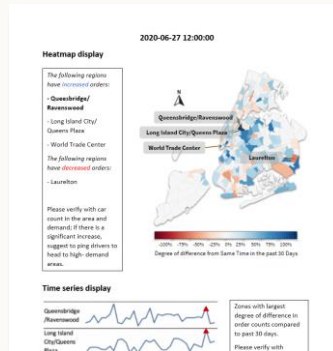 2020-06-27 12:00:00
Heatmap display
The following regions
have increased orders:
- Queesbridge/
Ravenswood
- Long Island City/
Queens Plaza
- World Trade Center
The following regions
have decreased orders:
- Laurelton
Please verify with car
count in the area and
demand; if there is a
significant increase,
suggest to ping drivers to
head to high- demand
areas.
N
Queensbridge/Ravenswood
Long Island City/Queens Plaza
World Trade Center
Laurelton
-100% -75% -50% -25% 0% 25% 50% 75% 100%
Degree of difference from Same Time in the past 30 Days
Time series display
Queensbridge
/Ravenswood
Long Island
City/Queens
Plaza
Zones with largest
degree of difference in
order counts compared
to past 30 days.
Please verify with